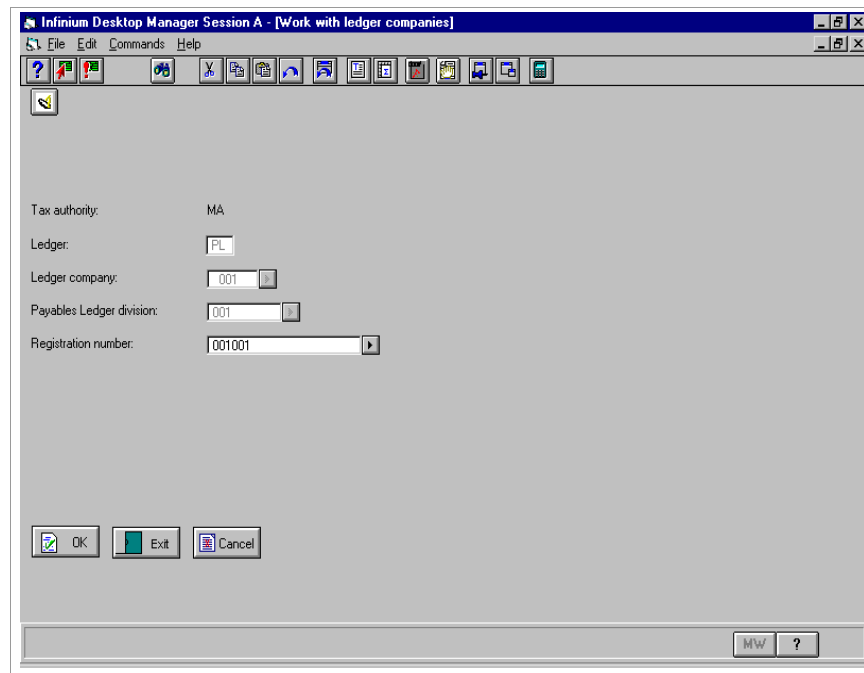 Infinium Desktop Manager Session A - [Work with ledger companies]
File Edit Commands Help
Tax authority: MA
Ledger: PL
Ledger company: 001
Payables Ledger division: 001
Registration number: 001001
OK Exit Cancel
MW ?